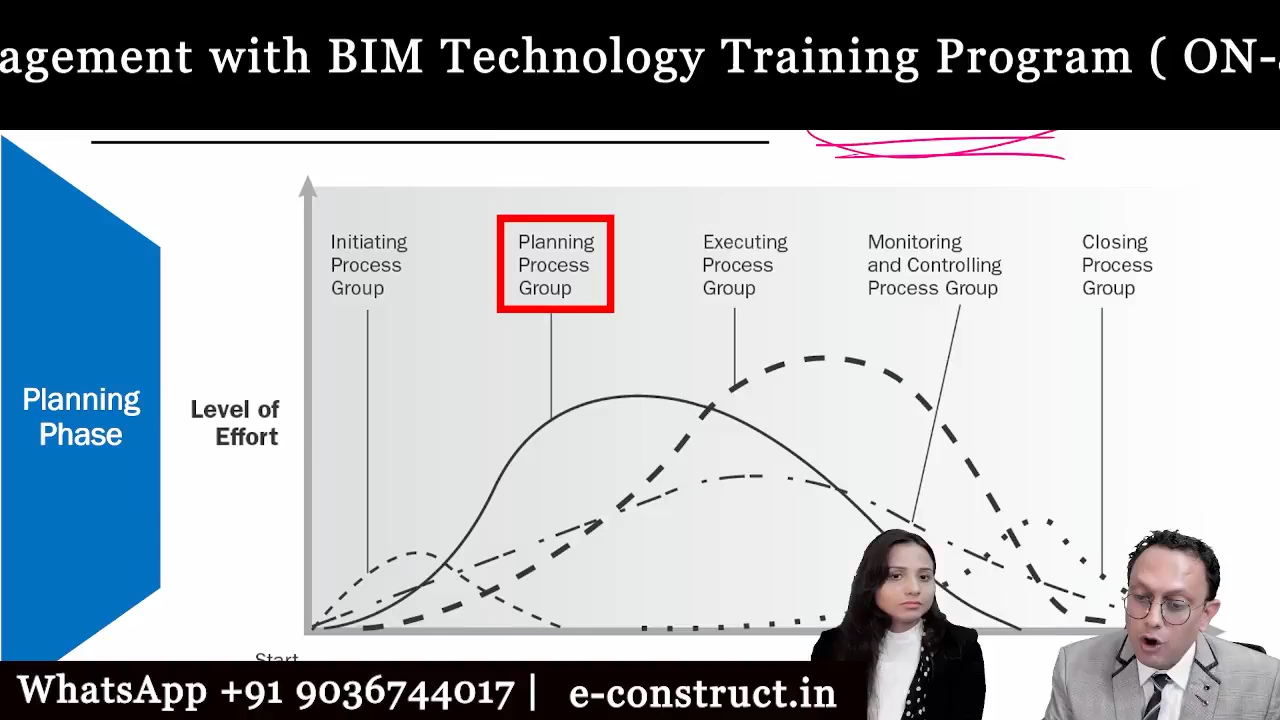 agement with BIM Technology Training Program ( ON-
Initiating
Process
Group
Planning
Process
Group
Executing
Process
Group
Monitoring
and Controlling
Process Group
Closing
Process
Group
Planning
Phase
Level of
Effort
Start
WhatsApp +91 9036744017 | e-construct.in